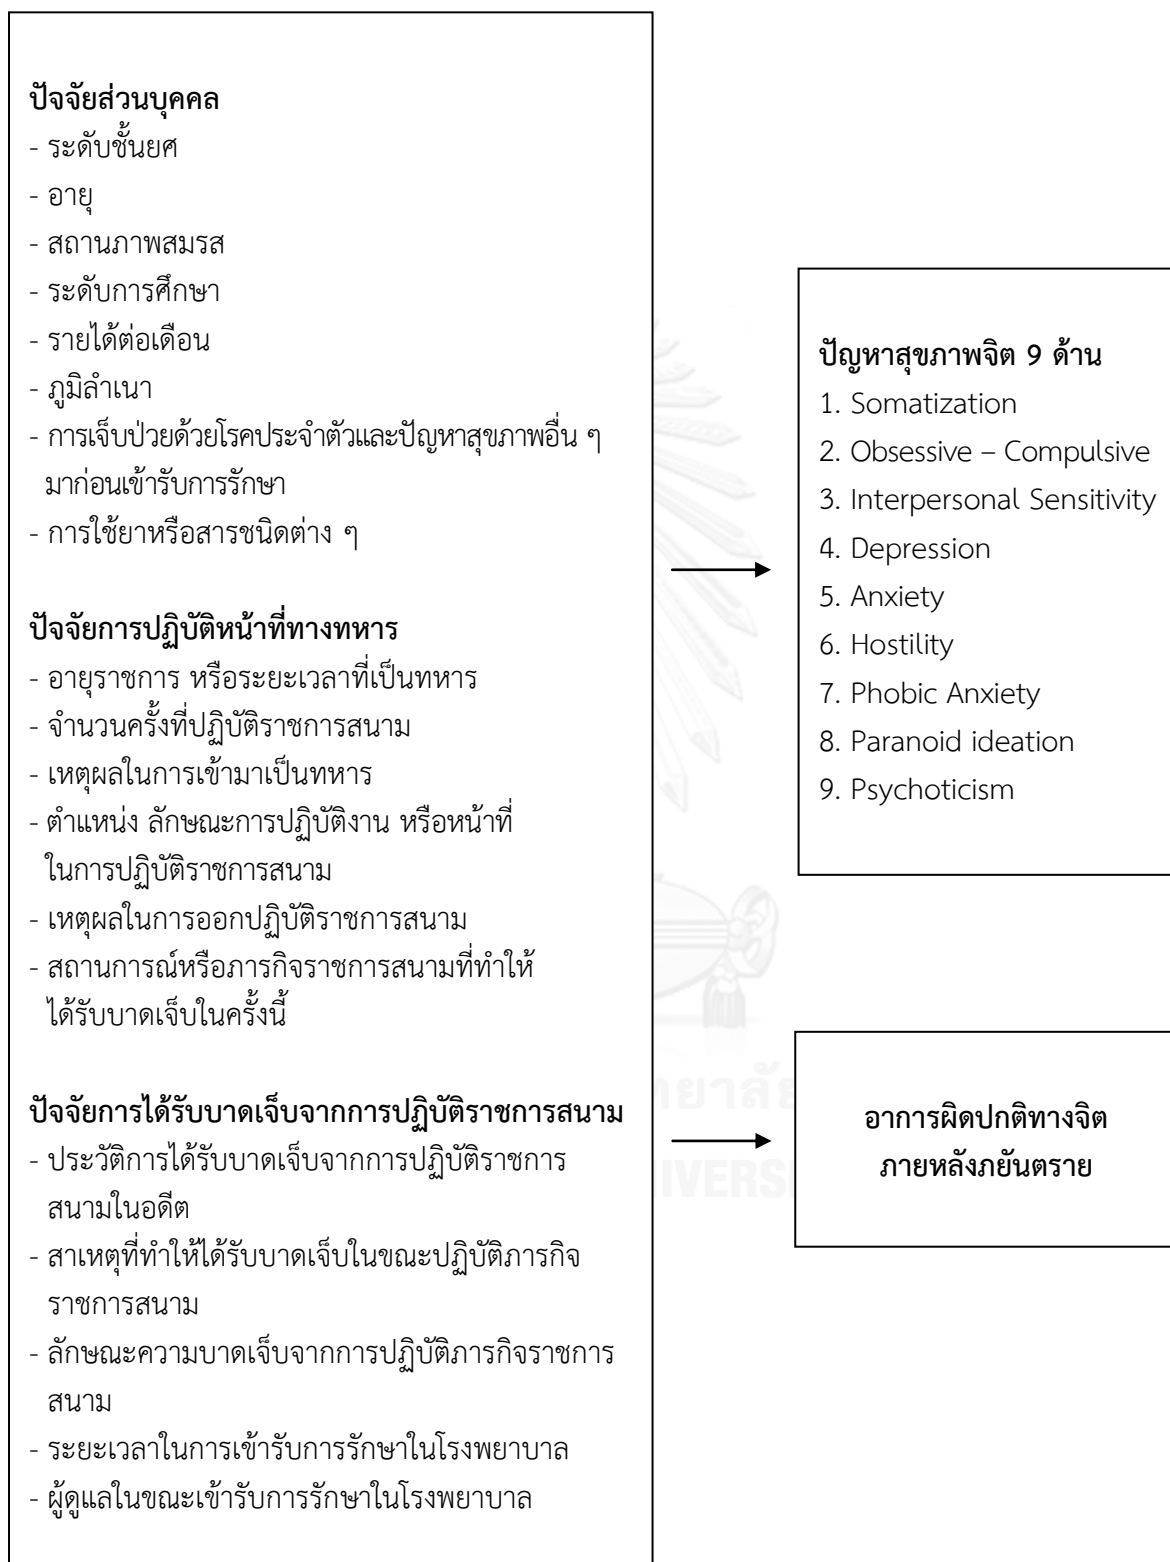 ปัจจัยส่วนบุคคล
- ระดับชั้นยศ
- อายุ
- สถานภาพสมรส
- ระดับการศึกษา
- รายได้ต่อเดือน
- ภูมิลำเนา
- การเจ็บป่วยด้วยโรคประจำตัวและปัญหาสุขภาพอื่น ๆ
มาก่อนเข้ารับการรักษา
- การใช้ยาหรือสารชนิดต่าง ๆ
ปัจจัยการปฏิบัติหน้าที่ทางทหาร
- อายุราชการ หรือระยะเวลาที่เป็นทหาร
- จำนวนครั้งที่ปฏิบัติราชการสนาม
- เหตุผลในการเข้ามาเป็นทหาร
- ตำแหน่ง ลักษณะการปฏิบัติงาน หรือหน้าที่
ในการปฏิบัติราชการสนาม
- เหตุผลในการออกปฏิบัติราชการสนาม
- สถานการณ์หรือภารกิจราชการสนามที่ทำให้
ได้รับบาดเจ็บในครั้งนี้
ปัจจัยการได้รับบาดเจ็บจากการปฏิบัติราชการสนาม
- ประวัติการได้รับบาดเจ็บจากการปฏิบัติราชการ
สนามในอดีต
- สาเหตุที่ทำให้ได้รับบาดเจ็บในขณะปฏิบัติภารกิจ
ราชการสนาม
- ลักษณะความบาดเจ็บจากการปฏิบัติภารกิจราชการ
สนาม
- ระยะเวลาในการเข้ารับการรักษาในโรงพยาบาล
- ผู้ดูแลในขณะเข้ารับการรักษาในโรงพยาบาล
ปัญหาสุขภาพจิต 9 ด้าน
1. Somatization
2. Obsessive – Compulsive
3. Interpersonal Sensitivity
4. Depression
5. Anxiety
6. Hostility
7. Phobic Anxiety
8. Paranoid ideation
9. Psychoticism
อาการผิดปกติทางจิต
ภายหลังภยันตราย